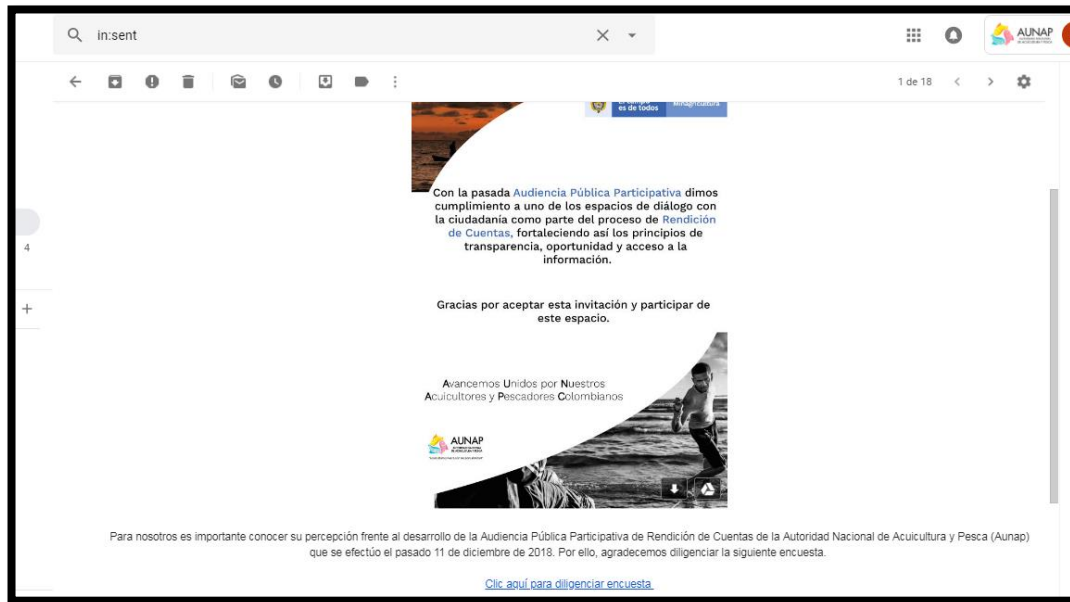 in:sent
AUNAP
1 de 18
El campo
es de todos
Minagricultura
4
Con la pasada Audiencia Pública Participativa dimos
cumplimiento a uno de los espacios de diálogo con
la ciudadanía como parte del proceso de Rendición
de Cuentas, fortaleciendo así los principios de
transparencia, oportunidad y acceso a la
información.
Gracias por aceptar esta invitación y participar de
este espacio.
Avancemos Unidos por Nuestros
Acuicultores y Pescadores Colombianos
AUNAP
Para nosotros es importante conocer su percepción frente al desarrollo de la Audiencia Pública Participativa de Rendición de Cuentas de la Autoridad Nacional de Acuicultura y Pesca (Aunap)
que se efectúo el pasado 11 de diciembre de 2018. Por ello, agradecemos diligenciar la siguiente encuesta.
Clic aquí para diligenciar encuesta